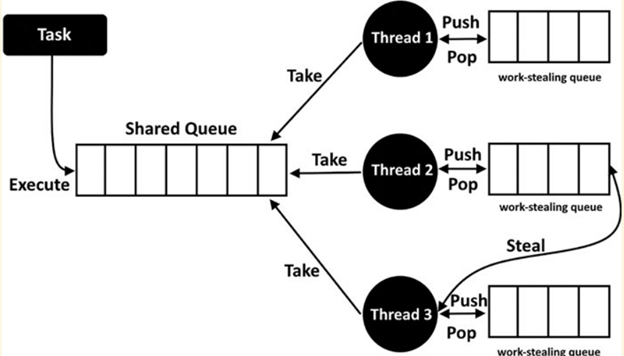 Task
Execute
Shared Queue
Take
Thread 1
Push
Pop
work-stealing queue
Take
Thread 2
Push
Pop
work-stealing queue
Steal
Take
Thread 3
Push
Pop
work-stealing queue